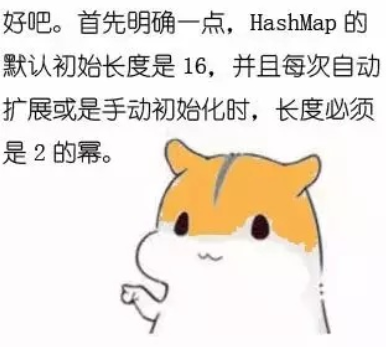 好吧。首先明确一点，HashMap 的
默认初始长度是 16，并且每次自动
扩展或是手动初始化时，长度必须
是 2 的幂。